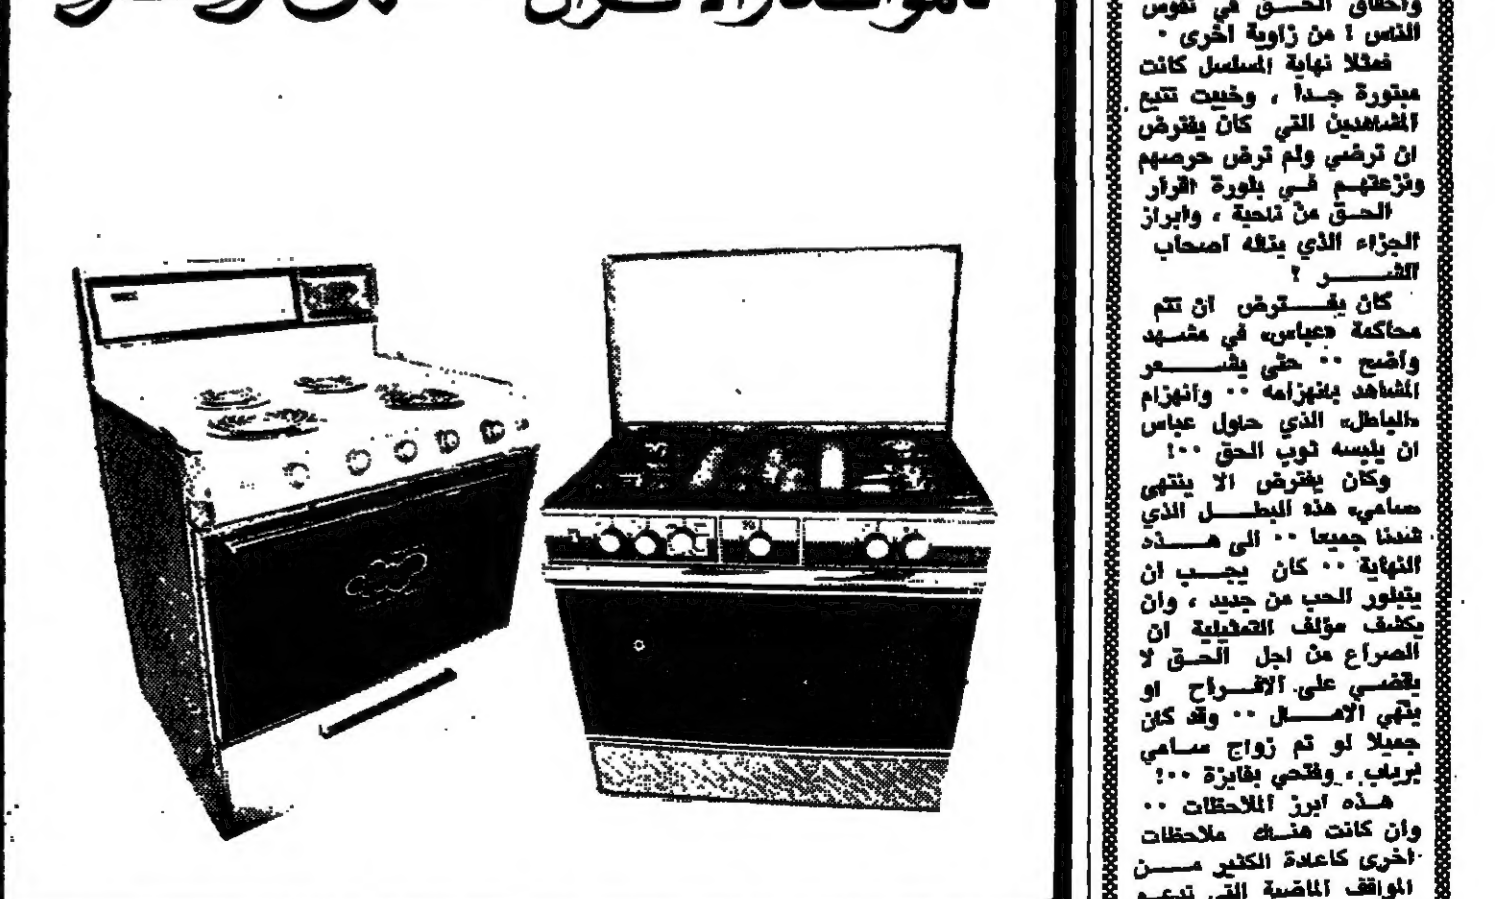 واحقاق الحق في نفوس
الناس ! من زاوية اخرى ·
فمثلا نهاية المسلسل كانت
مبتورة جدا ، وخيبت تتبع
المشاهدين التي كان يفترض
ان ترضي ولم ترض حرصهم
ونزعتهم في بلورة اقرار
الحق من ناحية ، وابراز
الجزاء الذي يناله اصحاب
الشر ؟
كان يفترض ان تتم
محاكمة «عباس» في مشهد
واضح ·· حتى يشعر
المشاهد بانهزامه ·· وانهزام
«الباطل» الذي حاول عباس
ان يلبسه ثوب الحق ··!
وكان يفترض الا ينتهي
«سامي» هذا البطل الذي
شدنا جميعا ·· الى هذه
النهاية ·· كان يجب ان
يتبلور الحب من جديد ، وان
يكشف مؤلف التمثيلية ان
الصراع من اجل الحق لا
يقضي على الافراح او
ينهي الامال ·· وقد كان
جميلا لو تم زواج سامي
برباب ، وفتحي بفايزة ··!
هذه ابرز الملاحظات ··
وان كانت هناك ملاحظات
اخرى كاعادة الكثير من
المواقف الماضية التي